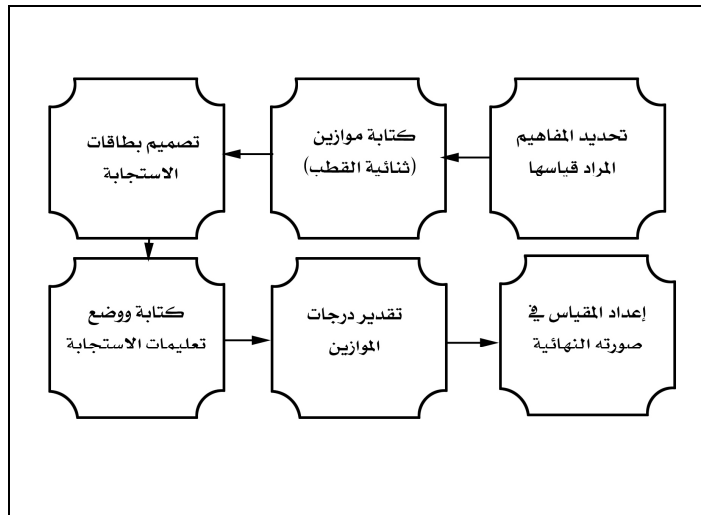 تحديد المفاهيم
المراد قياسها
كتابة موازين
(ثنائية القطب)
تصميم بطاقات
الاستجابة
كتابة ووضع
تعليمات الاستجابة
تقدير درجات
الموازين
إعداد المقياس في
صورته النهائية